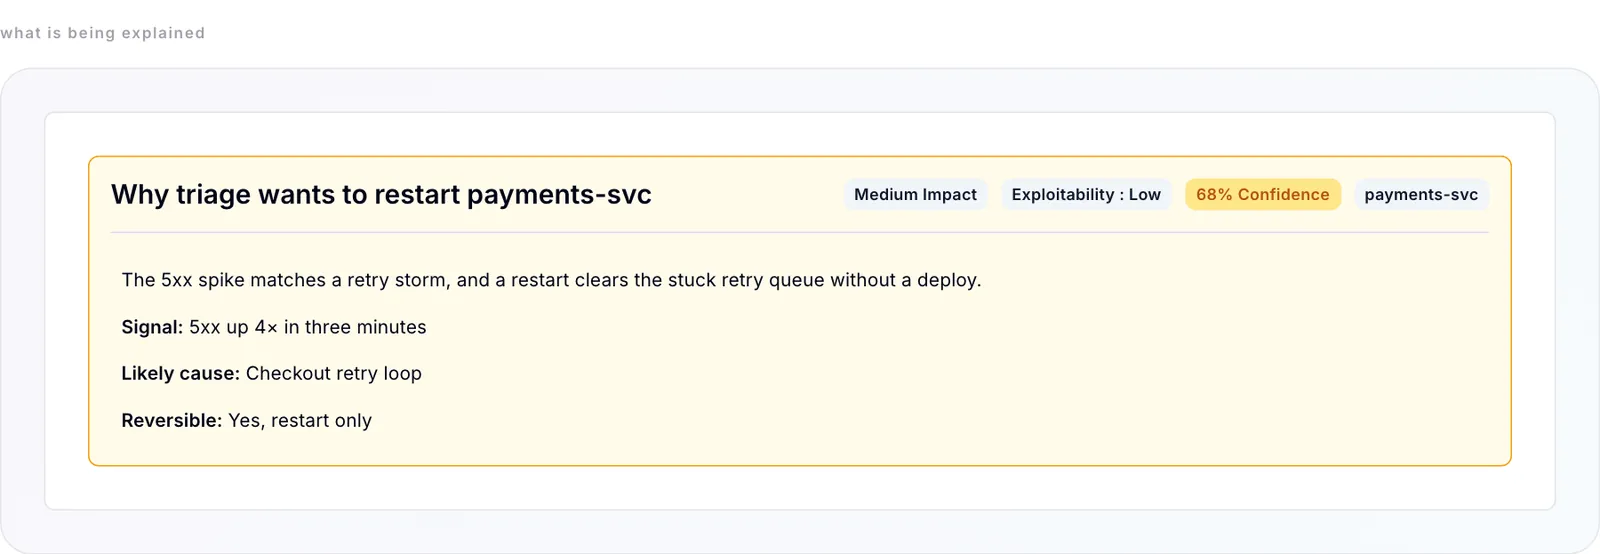 what is being explained
Why triage wants to restart payments-svc
Medium Impact
Exploitability : Low
68% Confidence
payments-svc
The 5xx spike matches a retry storm, and a restart clears the stuck retry queue without a deploy.
Signal: 5xx up 4× in three minutes
Likely cause: Checkout retry loop
Reversible: Yes, restart only